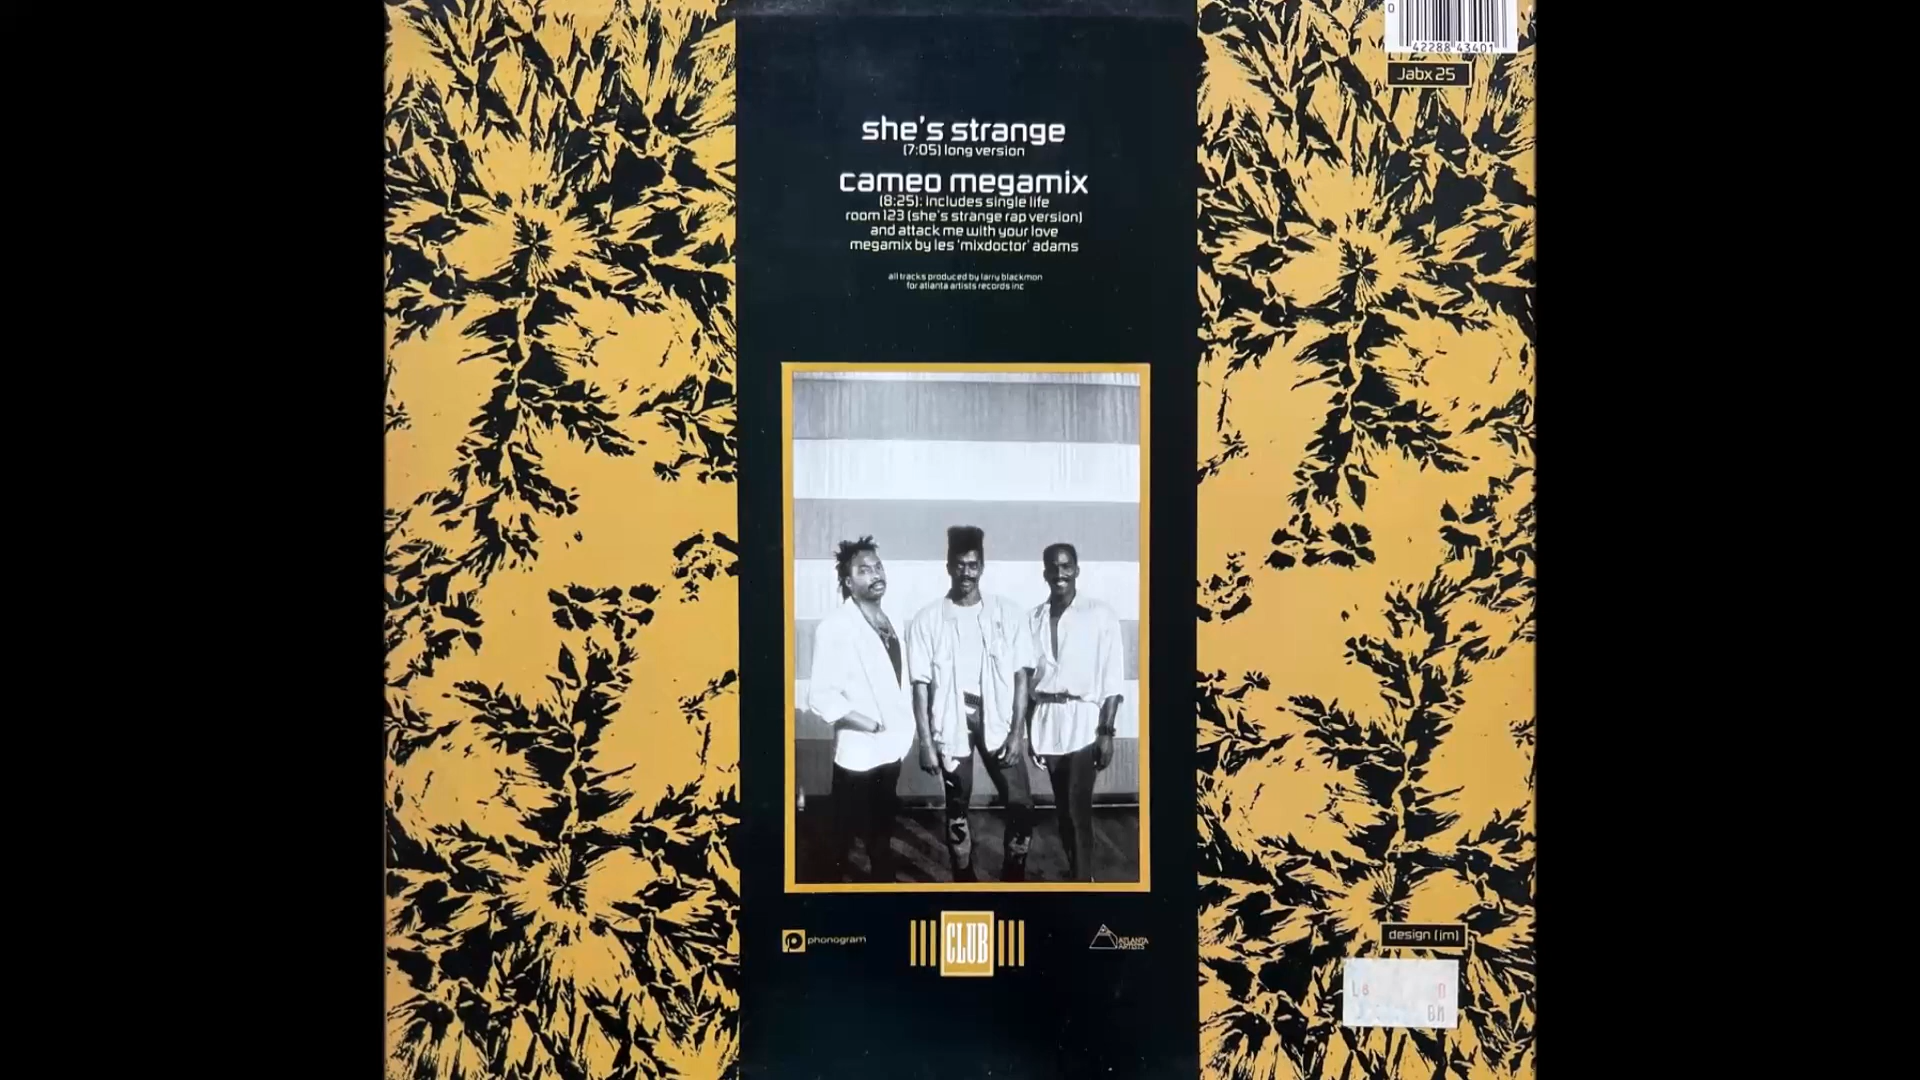 0
42288 43401
Jabx 25
she's strange
(7:05) long version
cameo megamix
(8:25): includes single life
room 123 (she's strange rap version)
and attack me with your love
megamix by les 'mixdoctor' adams
all tracks produced by larry blackmon
for atlanta artists records inc
phonogram
CLUB
ATLANTA
ARTISTS
design (jm)